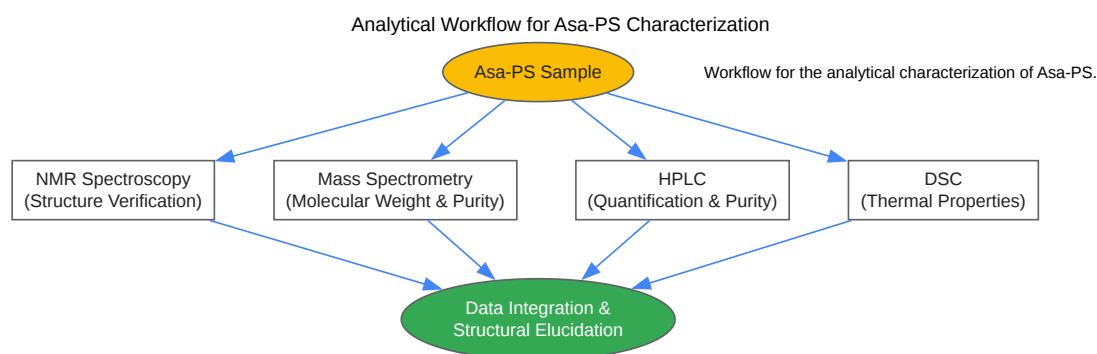 Analytical Workflow for Asa-PS Characterization
Asa-PS Sample
Workflow for the analytical characterization of Asa-PS.
NMR Spectroscopy
(Structure Verification)
Mass Spectrometry
(Molecular Weight & Purity)
HPLC
(Quantification & Purity)
DSC
(Thermal Properties)
Data Integration &
Structural Elucidation